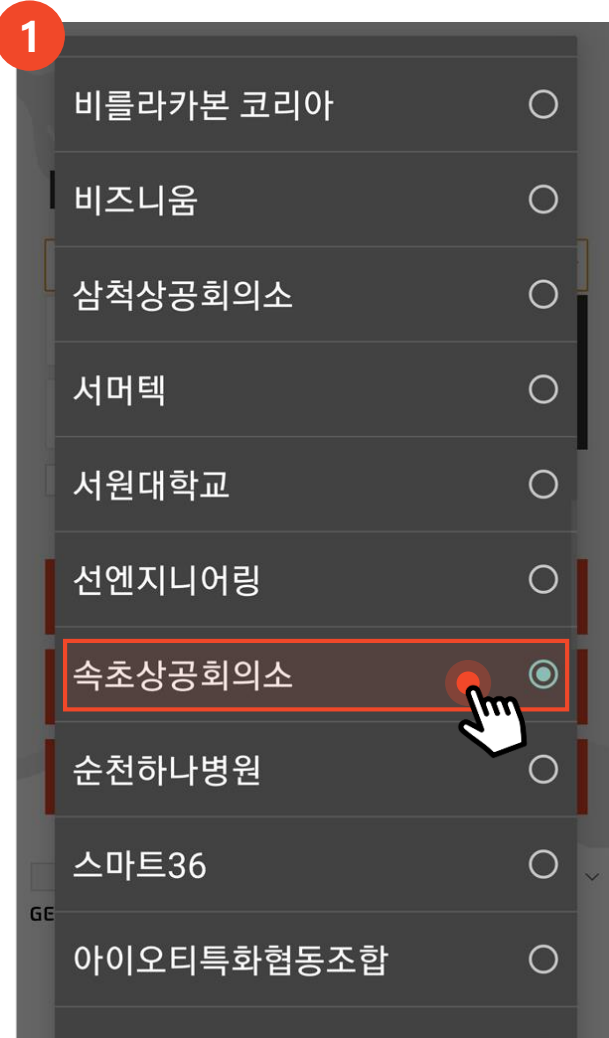 1
비를라카본 코리아
비즈니움
삼척상공회의소
서머텍
서원대학교
선엔지니어링
속초상공회의소
순천하나병원
스마트36
GE
아이오티특화협동조합